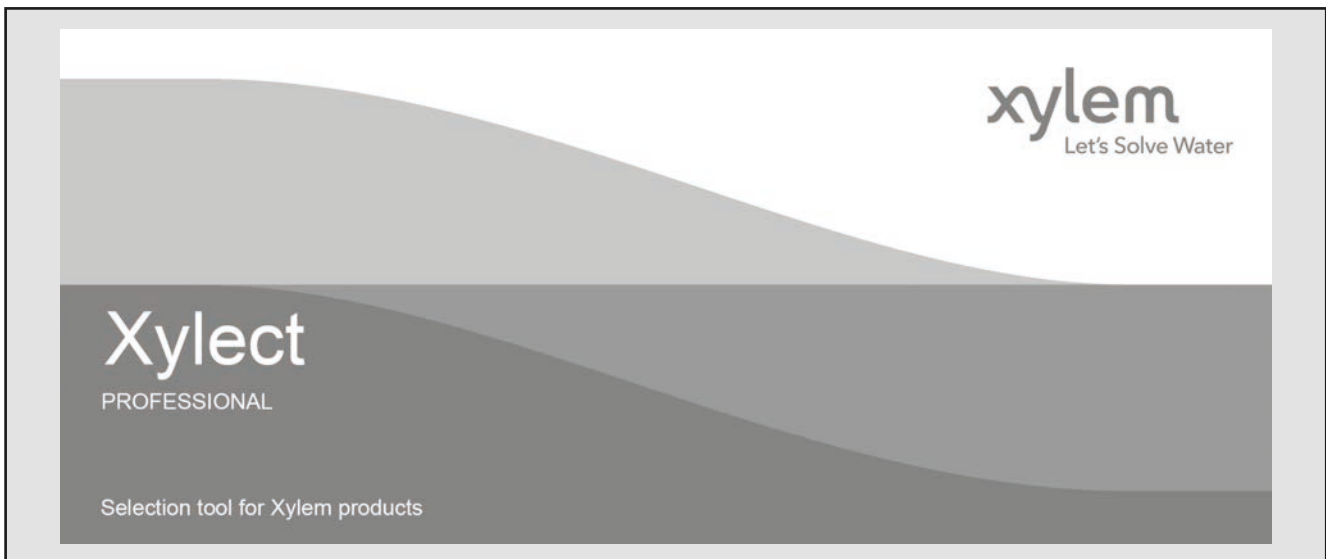 xylem
Let's Solve Water
Xylect
PROFESSIONAL
Selection tool for Xylem products